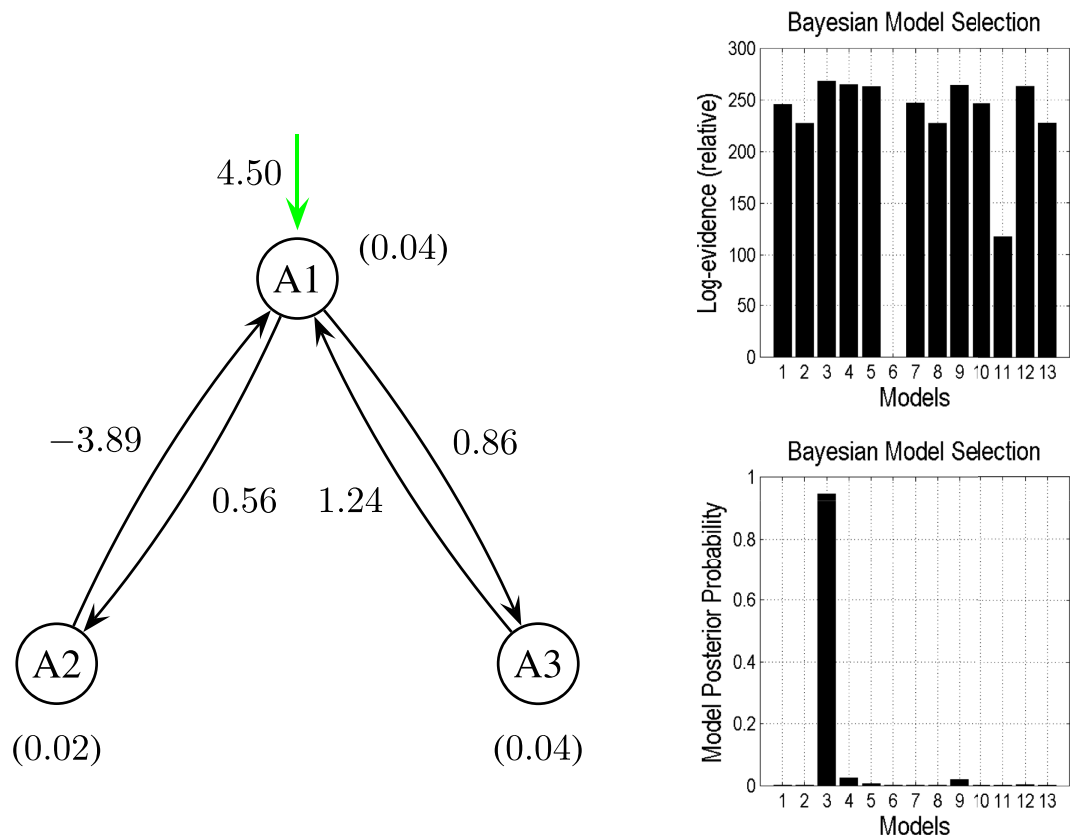 4.50
(0.04)
A1
−3.89
0.86
0.56
1.24
A2
A3
(0.02)
(0.04)
Bayesian Model Selection
Log-evidence (relative)
300
250
200
150
100
50
0
1 2 3 4 5 6 7 8 9 10 11 12 13
Models
Bayesian Model Selection
Model Posterior Probability
1
0.8
0.6
0.4
0.2
0
1 2 3 4 5 6 7 8 9 10 11 12 13
Models